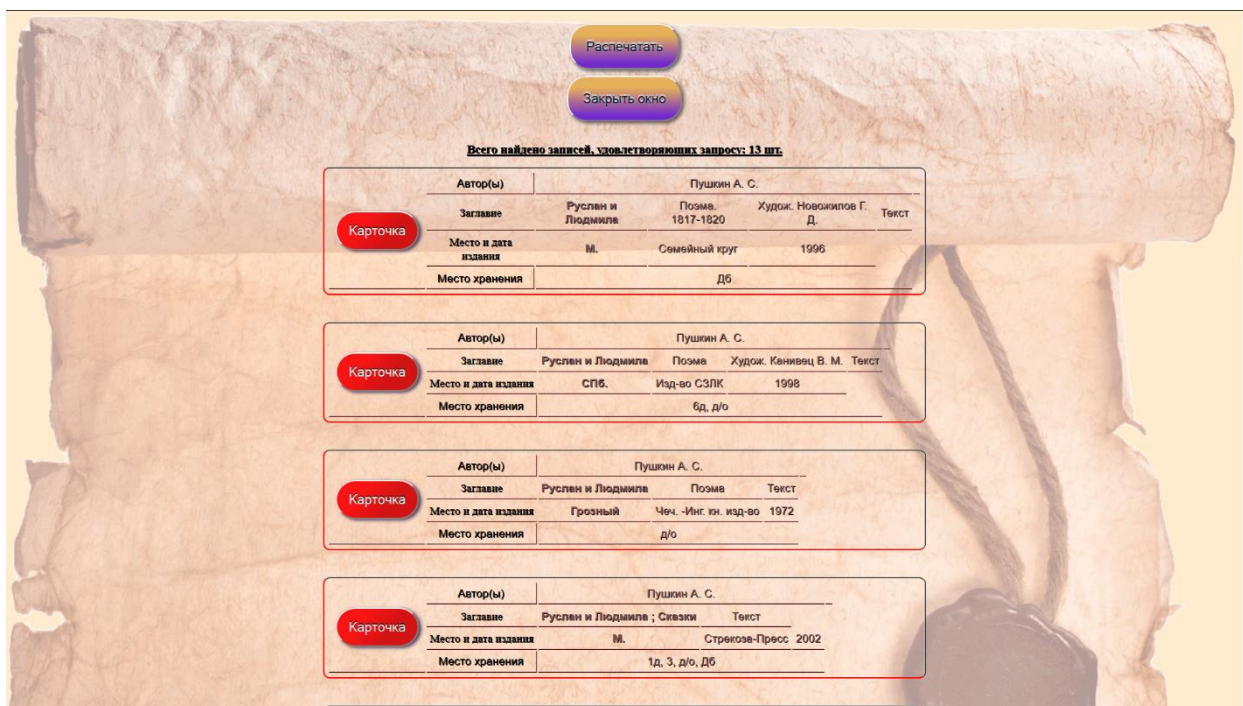 Распечатать
Закрыть окно
Всего найдено записей, удовлетворяющих запросу: 13 шт.
Автор(ы) Пушкин А. С.
Заглавие Руслан и Людмила Поэма. 1817-1820 Худож. Новожилов Г. Д. Текст
Карточка
Место и дата издания М. Семейный круг 1996
Место хранения Дб
Автор(ы) Пушкин А. С.
Заглавие Руслан и Людмила Поэма Худож. Канивец В. М. Текст
Карточка
Место и дата издания СПб. Изд-во СЗЛК 1998
Место хранения 6д, д/о
Автор(ы) Пушкин А. С.
Заглавие Руслан и Людмила Поэма Текст
Карточка
Место и дата издания Грозный Чеч. -Инг. кн. изд-во 1972
Место хранения д/о
Автор(ы) Пушкин А. С.
Заглавие Руслан и Людмила ; Сказки Текст
Карточка
Место и дата издания М. Стрекоза-Пресс 2002
Место хранения 1д, 3, д/о, Дб